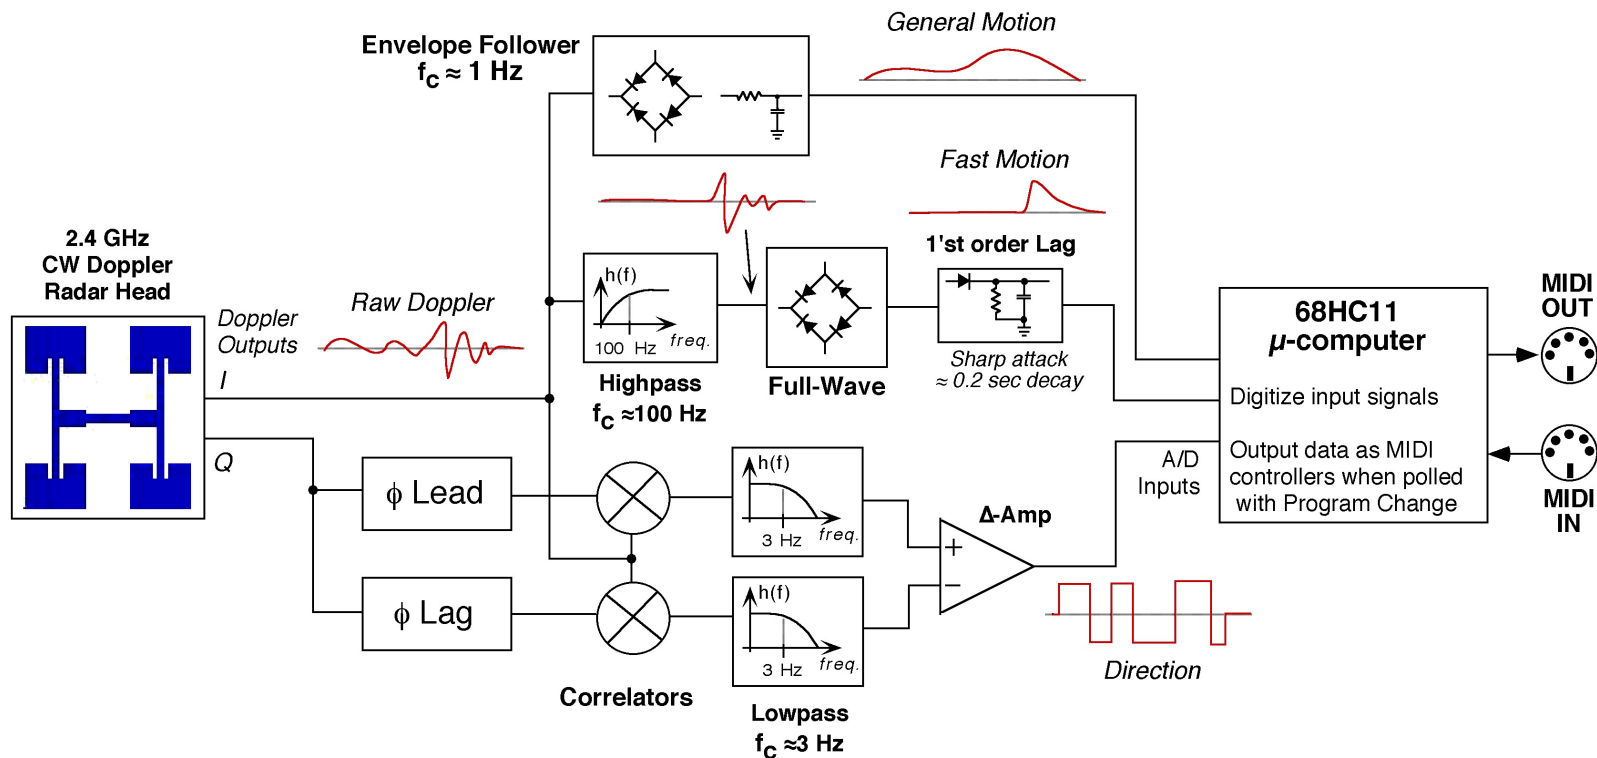 General Motion
Envelope Follower
fC ≈ 1 Hz
Fast Motion
2.4 GHz
CW Doppler
Radar Head
Raw Doppler
Doppler
Outputs
I
Q
h(f)
100 Hz
freq.
Highpass
fC ≈100 Hz
Full-Wave
1'st order Lag
Sharp attack
≈ 0.2 sec decay
68HC11
µ-computer
Digitize input signals
Output data as MIDI
controllers when polled
with Program Change
A/D
Inputs
MIDI
OUT
MIDI
IN
ϕ Lead
ϕ Lag
Correlators
h(f)
3 Hz
freq.
h(f)
3 Hz
freq.
Lowpass
fC ≈3 Hz
Δ-Amp
+
−
Direction